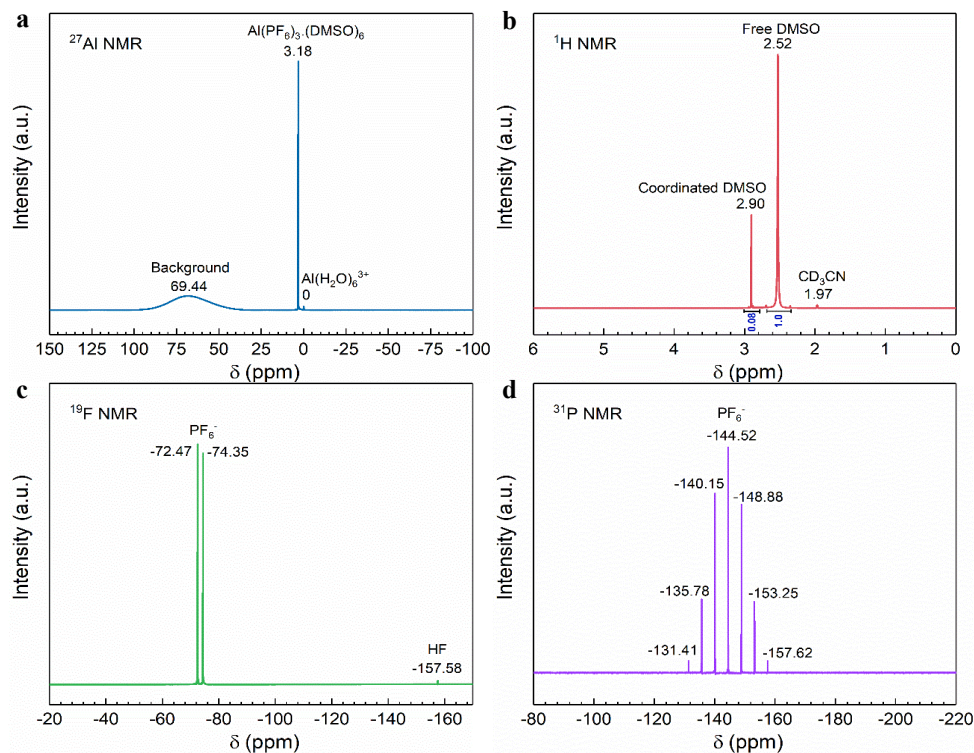 a
²⁷Al NMR
Al(PF₆)₃.(DMSO)₆
3.18
Background
69.44
Al(H₂O)₆³⁺
0
Intensity (a.u.)
150 125 100 75 50 25 0 -25 -50 -75 -100
δ (ppm)
b
¹H NMR
Free DMSO
2.52
Coordinated DMSO
2.90
CD₃CN
1.97
0.08
1.0
Intensity (a.u.)
6 5 4 3 2 1 0
δ (ppm)
c
¹⁹F NMR
PF₆⁻
-72.47
-74.35
HF
-157.58
Intensity (a.u.)
-20 -40 -60 -80 -100 -120 -140 -160
δ (ppm)
d
³¹P NMR
PF₆⁻
-144.52
-140.15
-148.88
-135.78
-153.25
-131.41
-157.62
Intensity (a.u.)
-80 -100 -120 -140 -160 -180 -200 -220
δ (ppm)